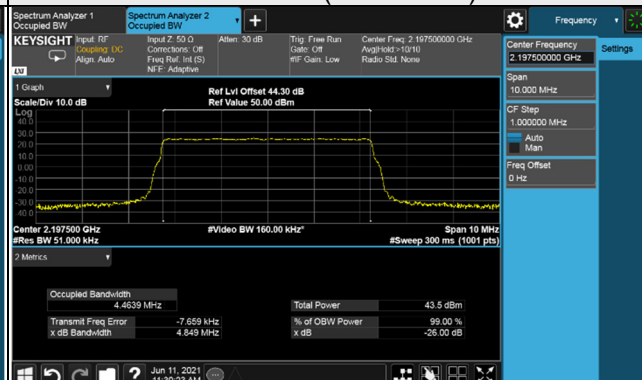 Spectrum Analyzer 1
Occupied BW
Spectrum Analyzer 2
Occupied BW
Frequency
KEYSIGHT
Input: RF
Coupling: DC
Align: Auto
Input Z: 50 Ω
Corrections: Off
Freq Ref: Int (S)
NFE: Adaptive
Atten: 30 dB
Trig: Free Run
Gate: Off
#IF Gain: Low
Center Freq: 2.197500000 GHz
Avg|Hold:>10/10
Radio Std: None
LXI
Center Frequency
2.197500000 GHz
Settings
Span
10.000 MHz
CF Step
1.000000 MHz
Auto
Man
Freq Offset
0 Hz
1 Graph
Scale/Div 10.0 dB
Ref Lvl Offset 44.30 dB
Ref Value 50.00 dBm
Log
40.0
30.0
20.0
10.0
0.00
-10.0
-20.0
-30.0
-40.0
Center 2.197500 GHz
#Res BW 51.000 kHz
#Video BW 160.00 kHz*
Span 10 MHz
#Sweep 300 ms (1001 pts)
2 Metrics
Occupied Bandwidth
4.4639 MHz
Total Power 43.5 dBm
Transmit Freq Error -7.659 kHz
% of OBW Power 99.00 %
x dB Bandwidth 4.849 MHz
x dB -26.00 dB
?
Jun 11, 2021